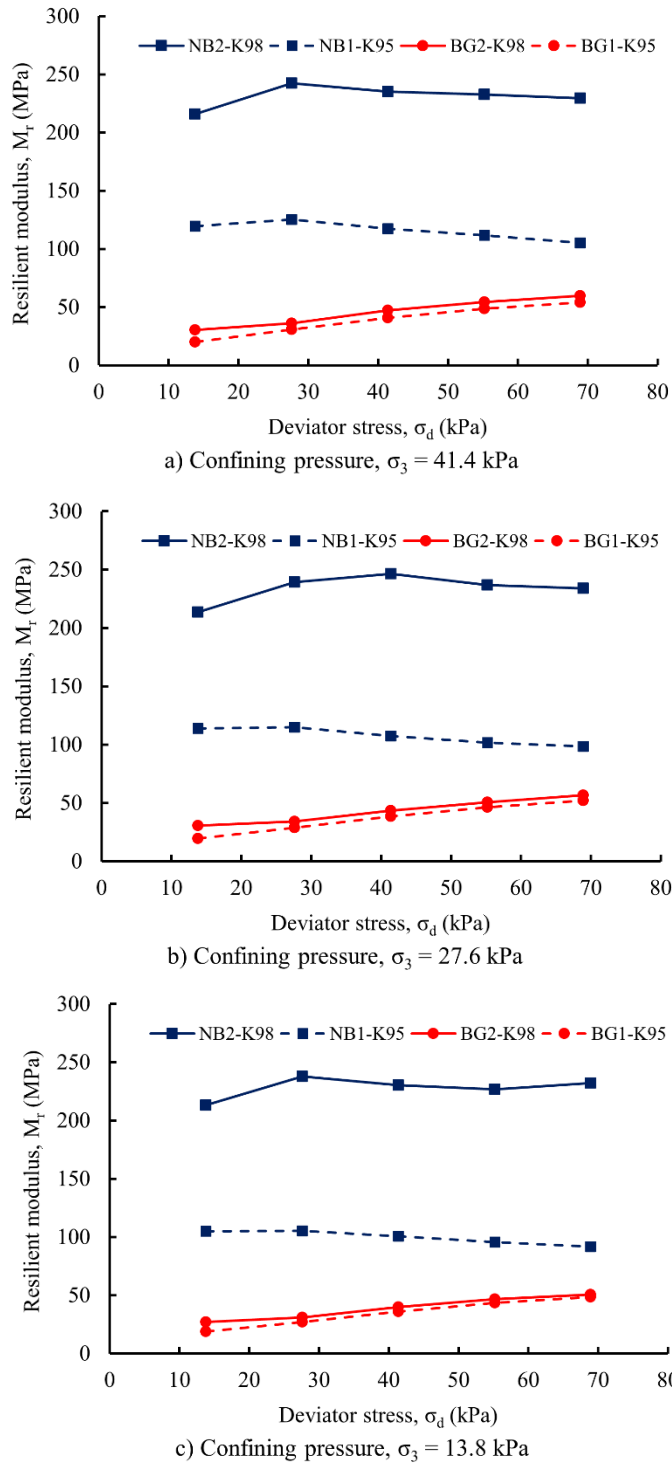 300
NB2-K98 NB1-K95 BG2-K98 BG1-K95
250
200
150
100
50
0
Resilient modulus, Mᵣ (MPa)
0 10 20 30 40 50 60 70 80
Deviator stress, σd (kPa)
a) Confining pressure, σ₃ = 41.4 kPa
300
NB2-K98 NB1-K95 BG2-K98 BG1-K95
250
200
150
100
50
0
Resilient modulus, Mᵣ (MPa)
0 10 20 30 40 50 60 70 80
Deviator stress, σd (kPa)
b) Confining pressure, σ₃ = 27.6 kPa
300
NB2-K98 NB1-K95 BG2-K98 BG1-K95
250
200
150
100
50
0
Resilient modulus, Mᵣ (MPa)
0 10 20 30 40 50 60 70 80
Deviator stress, σd (kPa)
c) Confining pressure, σ₃ = 13.8 kPa